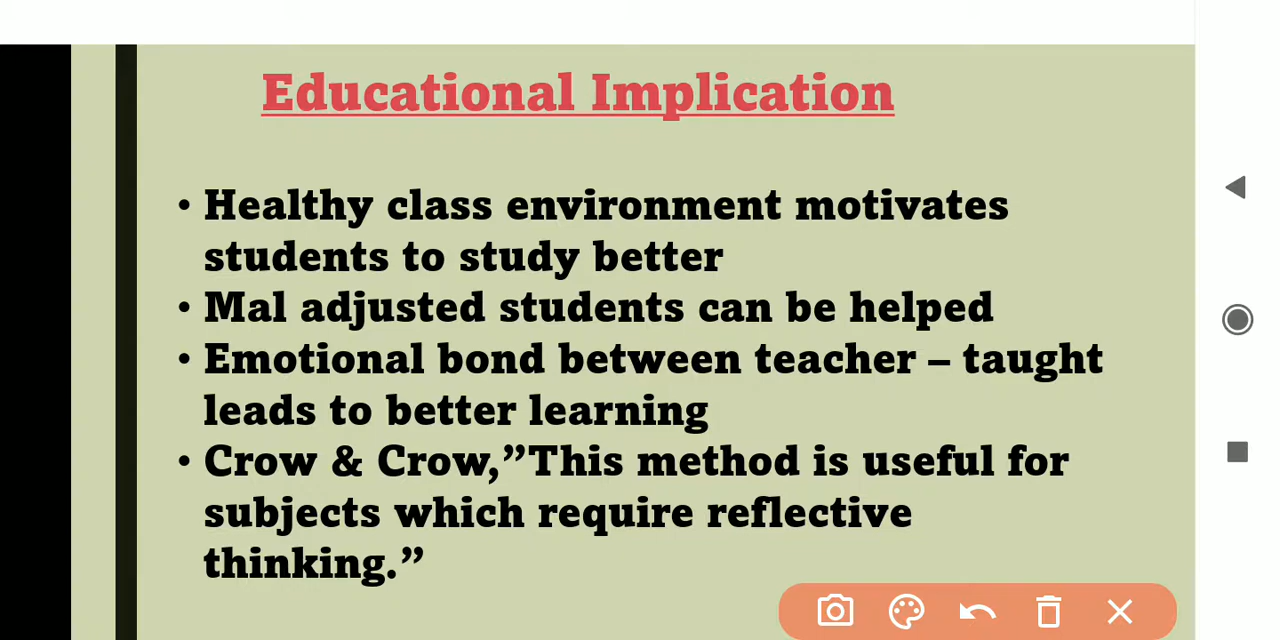 Educational Implication
• Healthy class environment motivates
students to study better
• Mal adjusted students can be helped
• Emotional bond between teacher – taught
leads to better learning
• Crow & Crow,”This method is useful for
subjects which require reflective
thinking.”